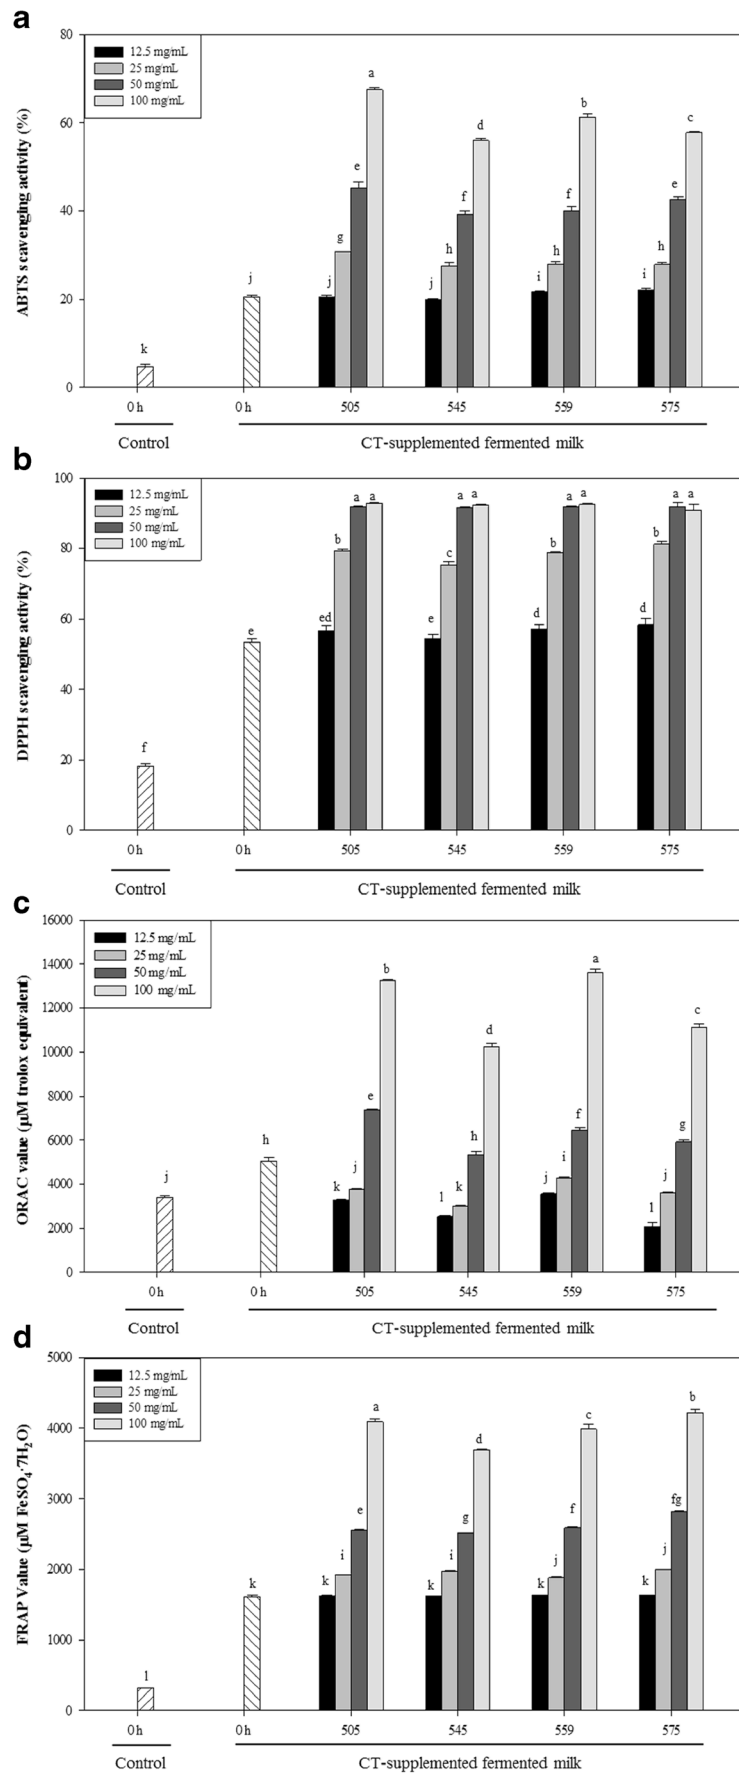 a
80
60
40
20
0
ABTS scavenging activity (%)
12.5 mg/mL
25 mg/mL
50 mg/mL
100 mg/mL
k
j
j
g
e
a
j
h
f
d
i
h
f
b
i
h
e
c
0 h
0 h
505
545
559
575
Control
CT-supplemented fermented milk
b
100
80
60
40
20
0
DPPH scavenging activity (%)
12.5 mg/mL
25 mg/mL
50 mg/mL
100 mg/mL
f
e
ed
b
a
a
e
c
a
a
d
b
a
a
d
b
a
a
0 h
0 h
505
545
559
575
Control
CT-supplemented fermented milk
c
16000
14000
12000
10000
8000
6000
4000
2000
0
ORAC value (µM trolox equivalent)
12.5 mg/mL
25 mg/mL
50 mg/mL
100 mg/mL
j
h
k
j
e
b
l
k
h
d
j
i
f
a
l
j
g
c
0 h
0 h
505
545
559
575
Control
CT-supplemented fermented milk
d
5000
4000
3000
2000
1000
0
FRAP Value (µM FeSO₄·7H₂O)
12.5 mg/mL
25 mg/mL
50 mg/mL
100 mg/mL
l
k
k
i
e
a
k
i
g
d
k
j
f
c
k
j
fg
b
0 h
0 h
505
545
559
575
Control
CT-supplemented fermented milk